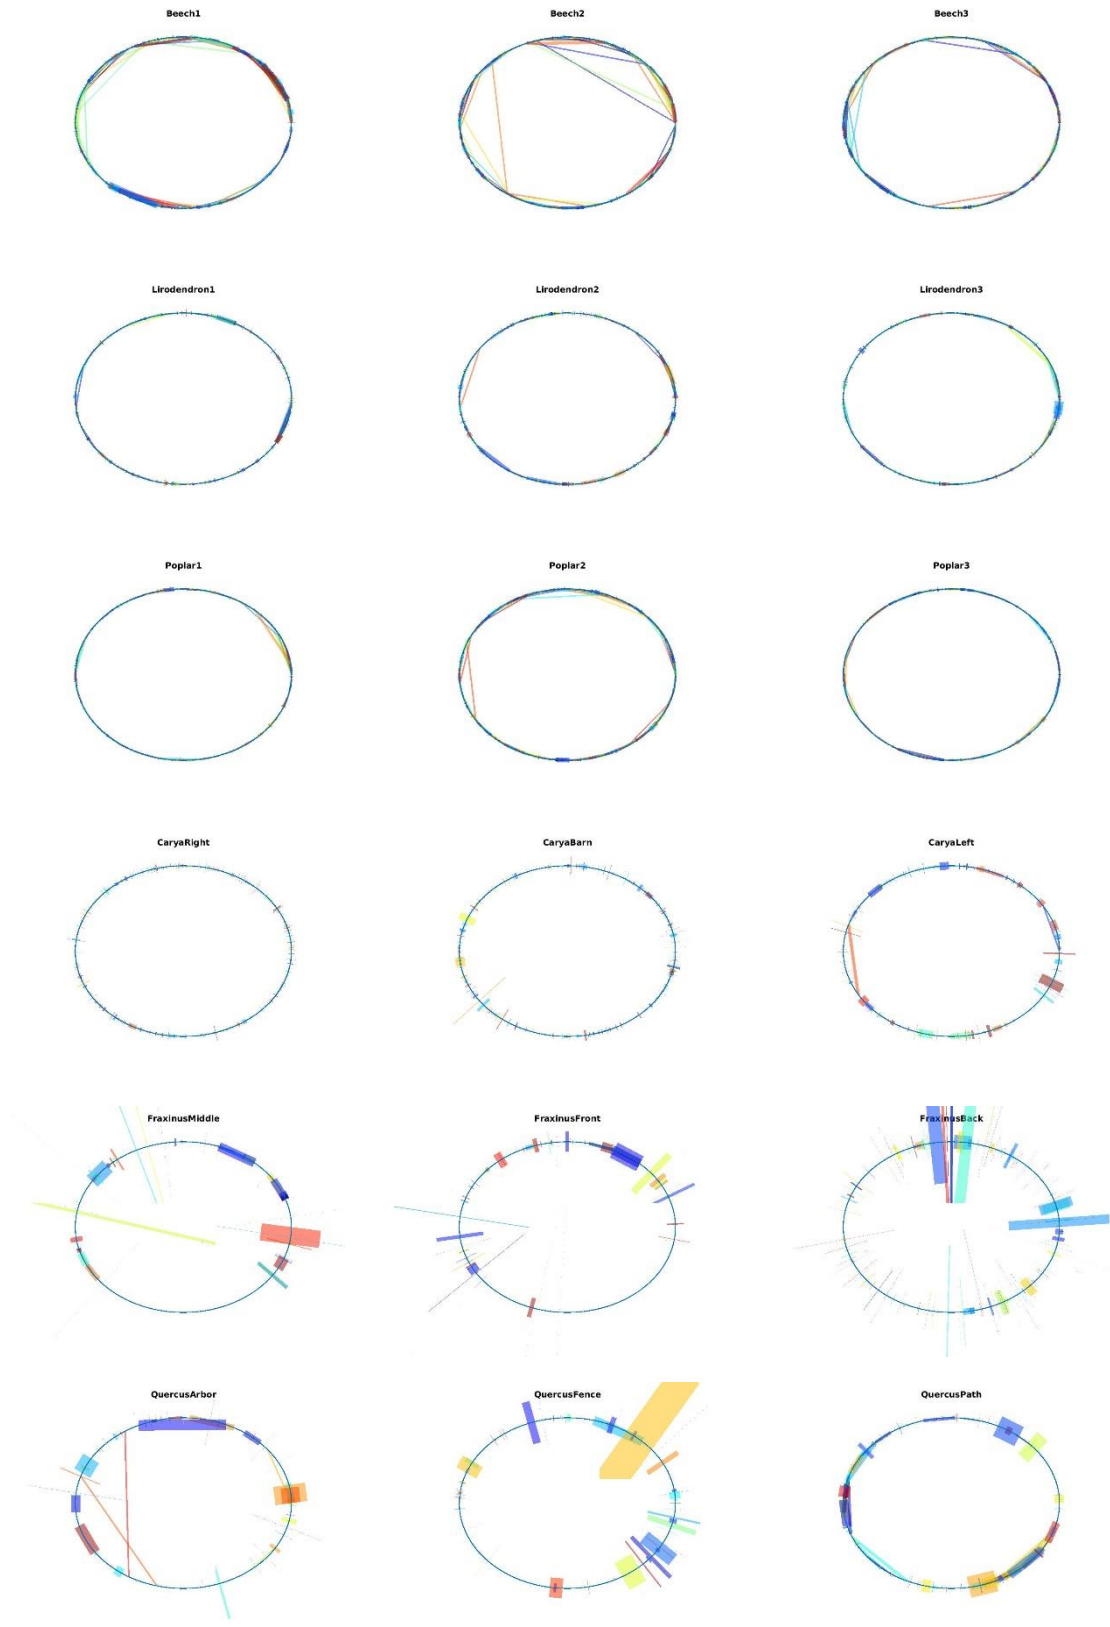 Beech1 Beech2 Beech3
Lirodendron1 Lirodendron2 Lirodendron3
Poplar1 Poplar2 Poplar3
CaryaRight CaryaBarn CaryaLeft
FraxinusMiddle FraxinusFront FraxinusBack
QuercusArbor QuercusFence QuercusPath